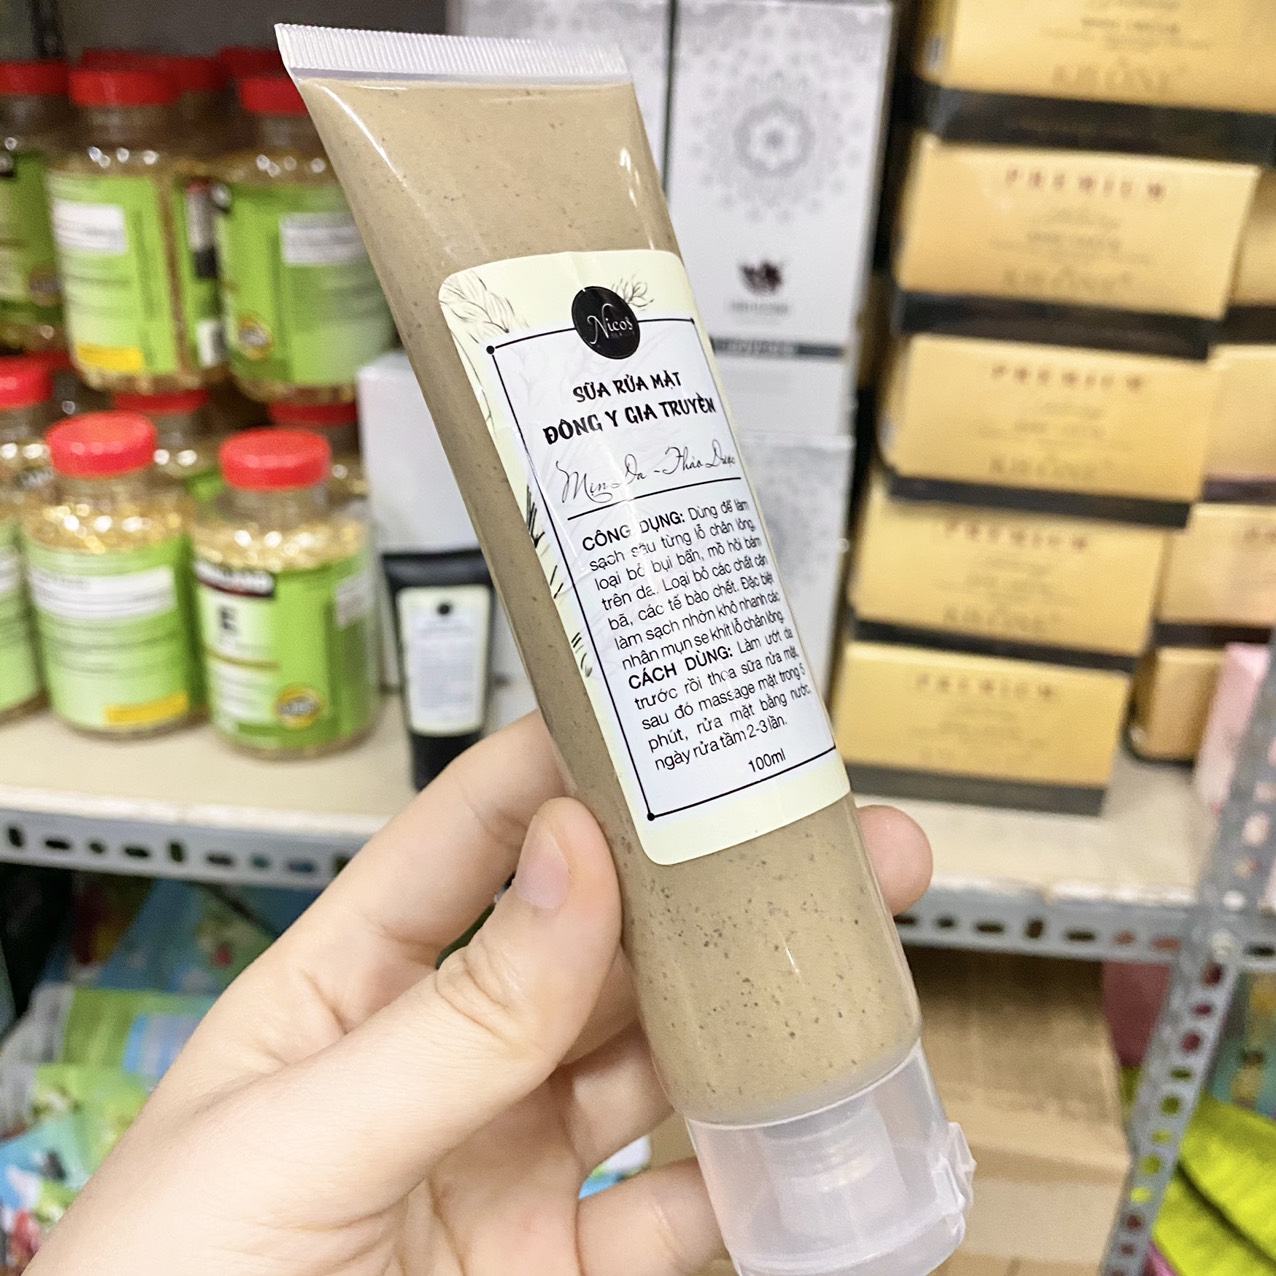 Nico's
SỮA RỬA MẶT
ĐÔNG Y GIA TRUYỀN
Mịn Da - Thảo Dược
CÔNG DỤNG: Dùng để làm
sạch sâu từng lỗ chân lông,
loại bỏ bụi bẩn, mồ hôi bám
trên da. Loại bỏ các chất cặn
bã, các tế bào chết. Đặc biệt
làm sạch nhờn khô nhanh các
nhân mụn se khít lỗ chân lông.
CÁCH DÙNG: Làm ướt da
trước rồi thoa sữa rửa mặt,
sau đó massage mặt trong 5
phút, rửa mặt bằng nước,
ngày rửa tầm 2-3 lần.
100ml
PREMIUM
PREMIUM
PREMIUM
PREMIUM
E